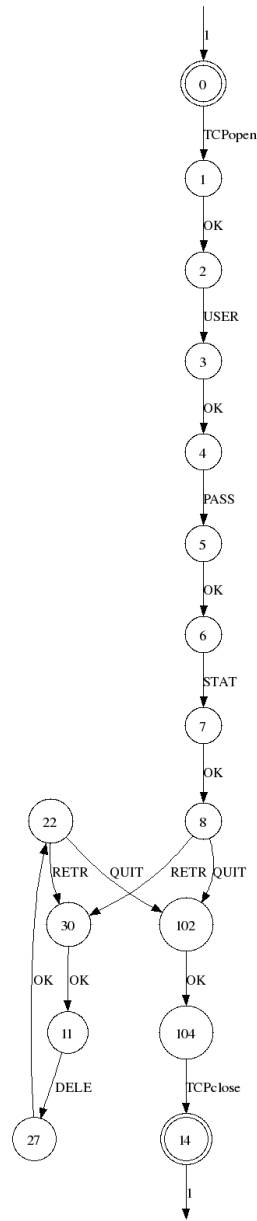 1
0
TCPopen
1
OK
2
USER
3
OK
4
PASS
5
OK
6
STAT
7
OK
22
8
RETR
QUIT
RETR
QUIT
30
102
OK
OK
OK
11
104
DELE
TCPclose
27
14
1